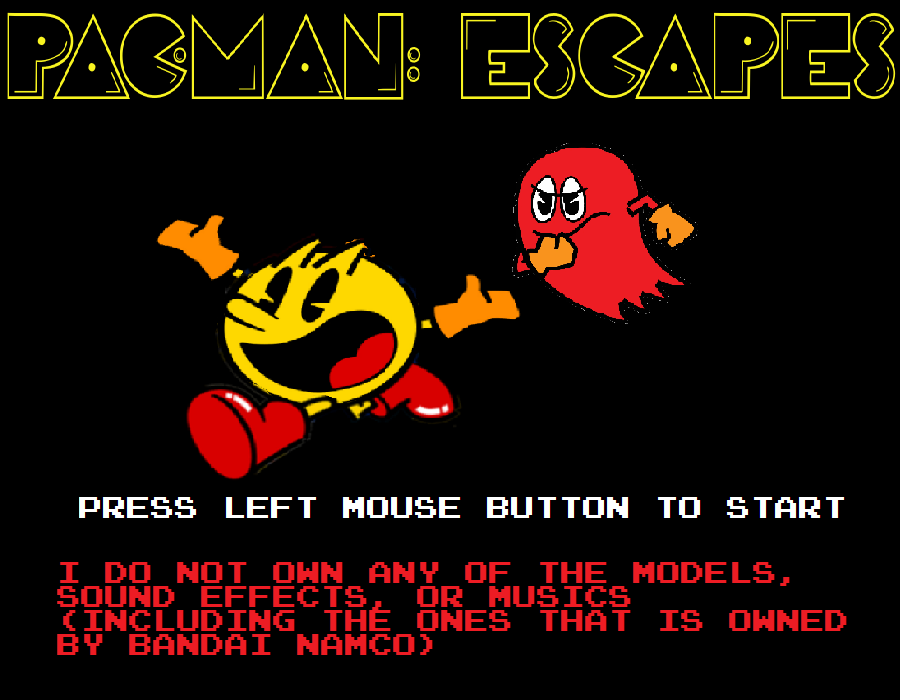 PACMAN: ESCAPES
PRESS LEFT MOUSE BUTTON TO START
I DO NOT OWN ANY OF THE MODELS,
SOUND EFFECTS, OR MUSICS
(INCLUDING THE ONES THAT IS OWNED
BY BANDAI NAMCO)